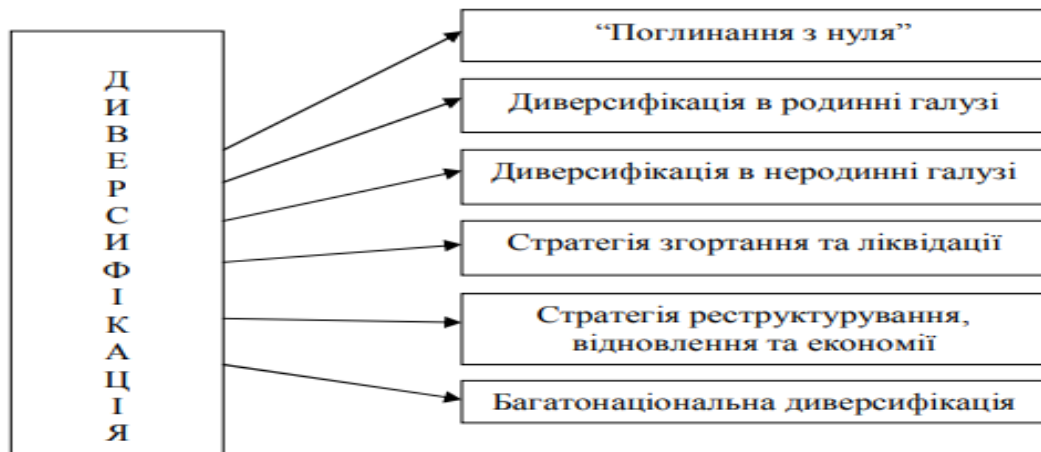 ДИВЕРСИФІКАЦІЯ
“Поглинання з нуля”
Диверсифікація в родинні галузі
Диверсифікація в неродинні галузі
Стратегія згортання та ліквідації
Стратегія реструктурування,
відновлення та економії
Багатонаціональна диверсифікація